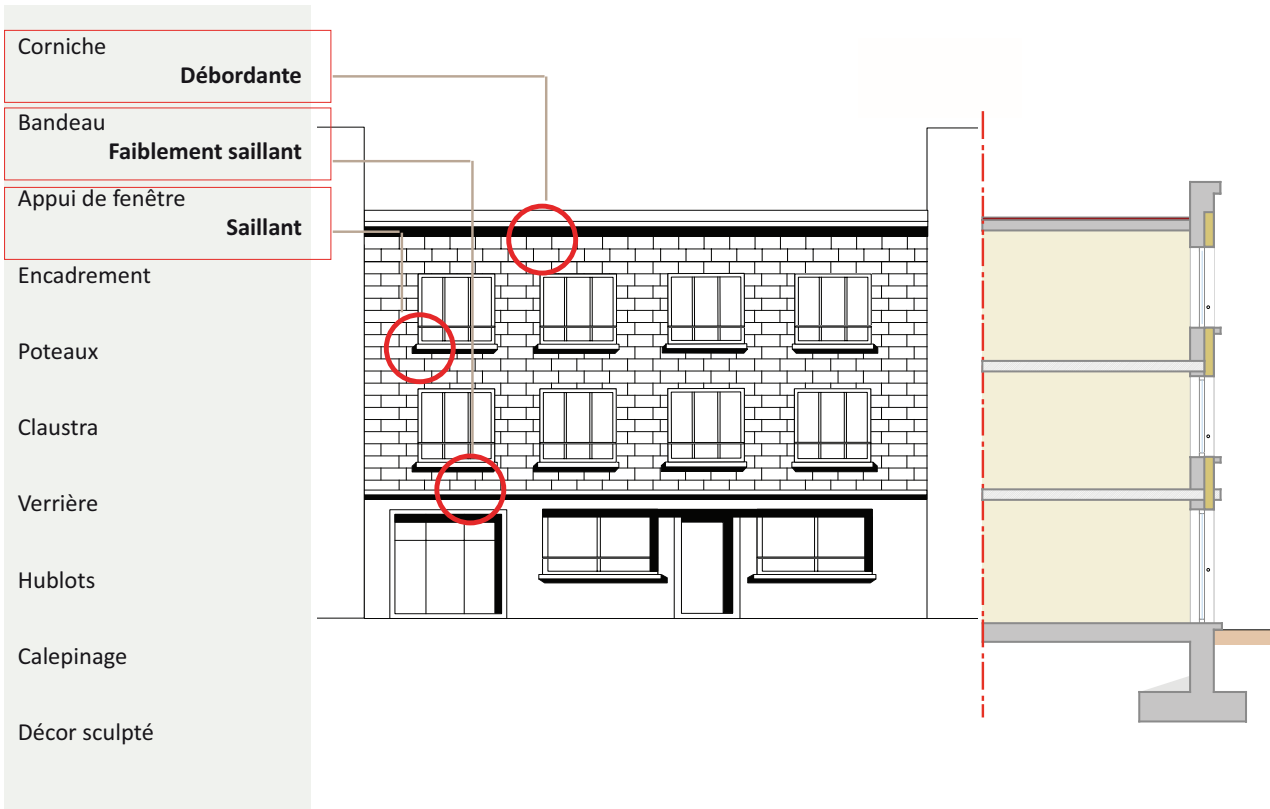 Corniche
Débordante
Bandeau
Faiblement saillant
Appui de fenêtre
Saillant
Encadrement
Poteaux
Claustra
Verrière
Hublots
Calepinage
Décor sculpté